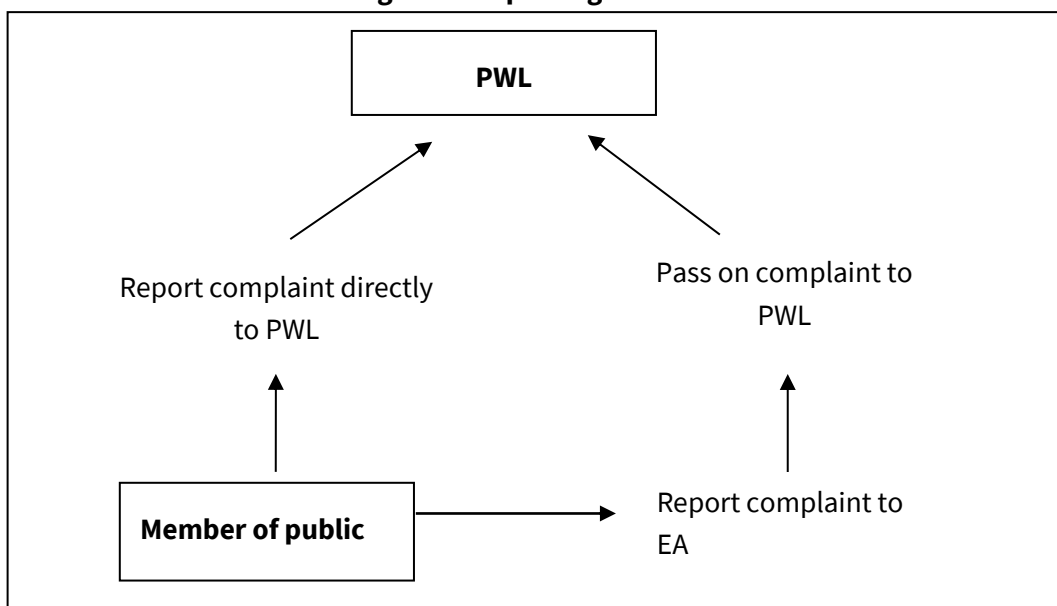 PWL
Report complaint directly
to PWL
Pass on complaint to
PWL
Member of public
Report complaint to
EA